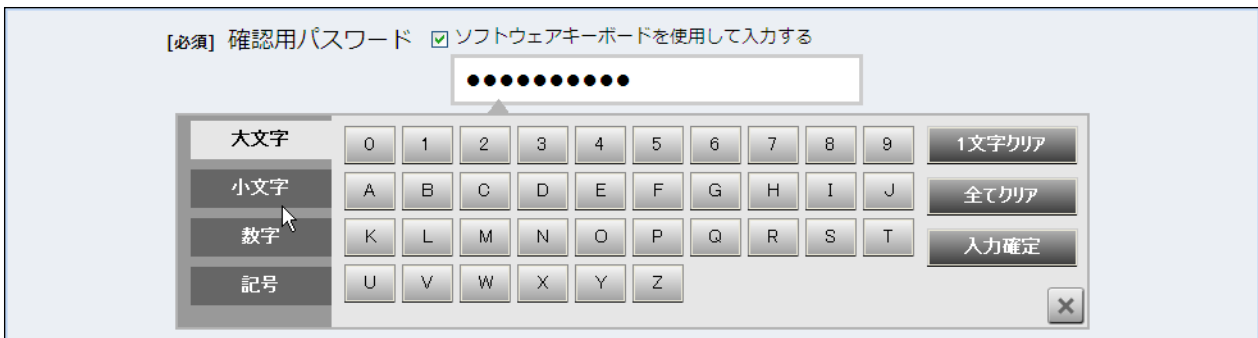 [必須] 確認用パスワード ソフトウェアキーボードを使用して入力する
●●●●●●●●●●
大文字 0 1 2 3 4 5 6 7 8 9 1文字クリア
小文字 A B C D E F G H I J 全てクリア
数字 K L M N O P Q R S T 入力確定
記号 U V W X Y Z